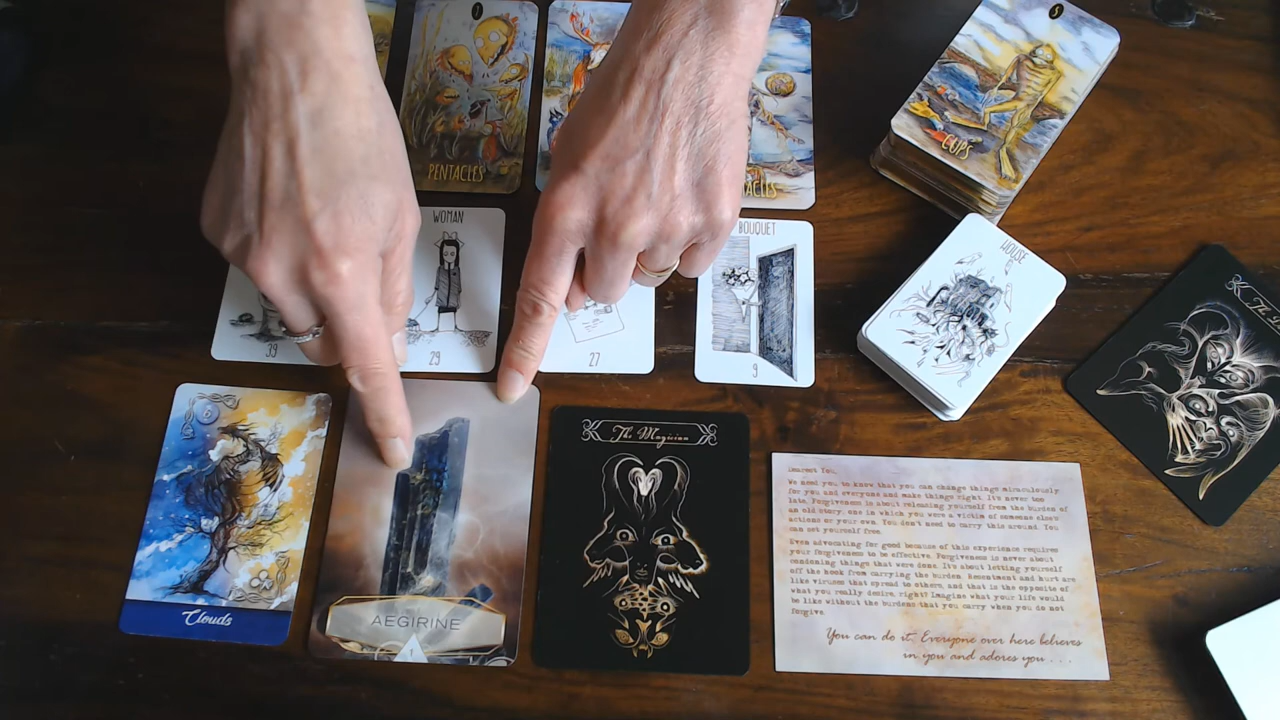 5
PENTACLES
TACLES
5
CUPS
WOMAN
29
39
27
BOUQUET
9
HOUSE
6
Clouds
AEGIRINE
1
The Magician
The
Dearest You,
We need you to know that you can change things miraculously
for you and everyone and make things right. It's never too
late. Forgiveness is about releasing yourself from the burden of
an old story, one in which you were a victim of someone else's
actions or your own. You don't need to carry this around. You
can set yourself free.
Even advocating for good because of this experience requires
your forgiveness to be effective. Forgiveness is never about
condoning things that were done. It's about letting yourself
off the hook from carrying the burden. Resentment and hurt are
like viruses that spread to others, and that is the opposite of
what you really desire, right? Imagine what your life would
be like without the burdens that you carry when you do not
forgive.
You can do it. Everyone over here believes
in you and adores you . . .